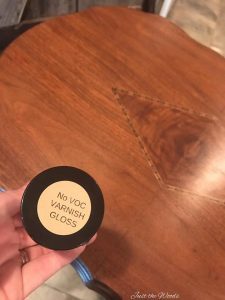 No VOC
VARNISH
GLOSS
Just the Woods